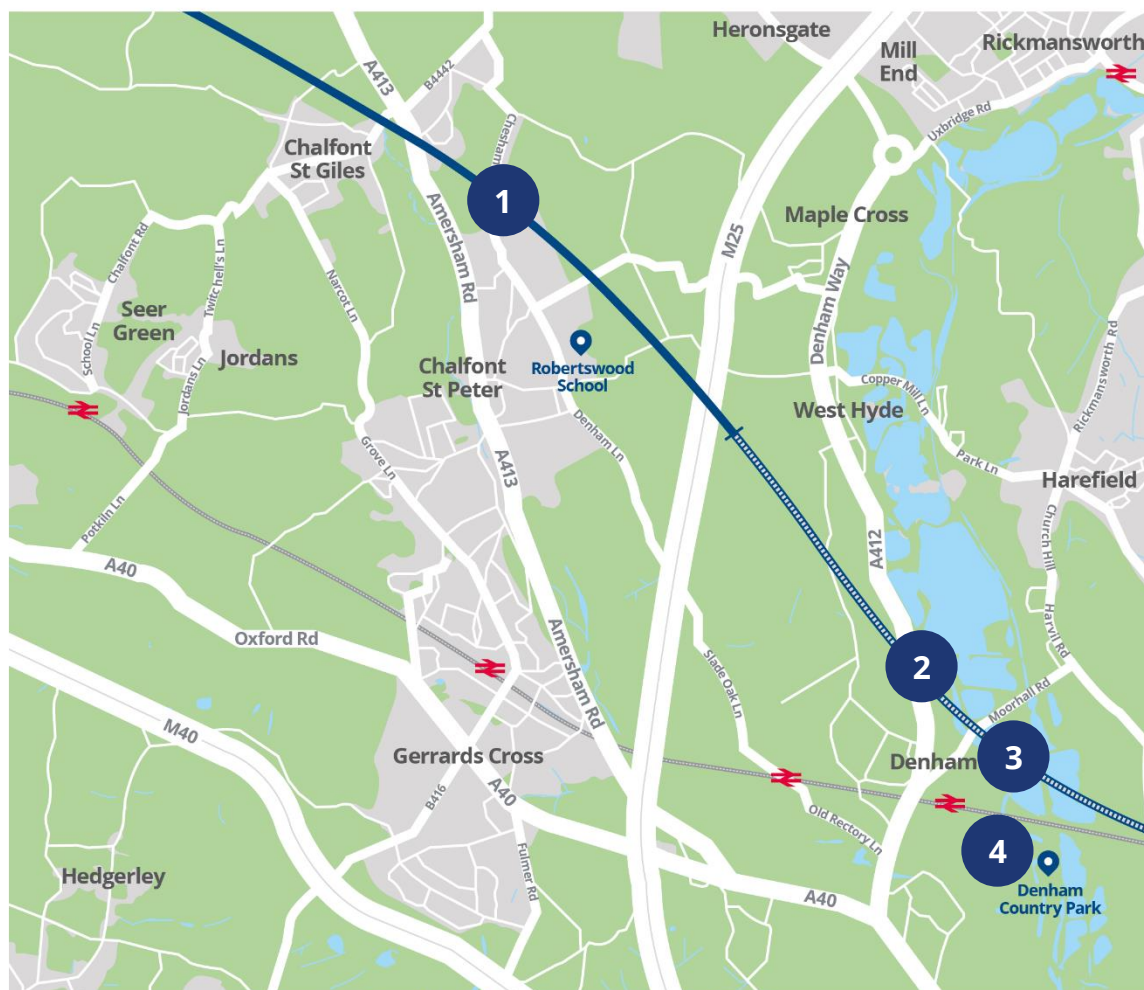 Heronsgate
Mill
End
Rickmansworth
A413
B4442
Uxbridge Rd
Chesham
Chalfont
St Giles
1
Maple Cross
Chalfont Rd
Twitchell's Ln
Narcot Ln
Amersham Rd
M25
Denham Way
Seer
Green
School Ln
Jordans
Jordans Ln
Robertswood
School
Chalfont
St Peter
Copper Mill Ln
West Hyde
Rickmansworth Rd
Denham Ln
Grove Ln
A413
Park Ln
Harefield
Potkiln Ln
Church Hill
A40
A412
Oxford Rd
Amersham Rd
Harvil Rd
2
Slade Oak Ln
Moorhall Rd
M40
Gerrards Cross
Denham
3
B416
A40
Old Rectory Ln
4
Fulmer Rd
Hedgerley
A40
Denham
Country Park